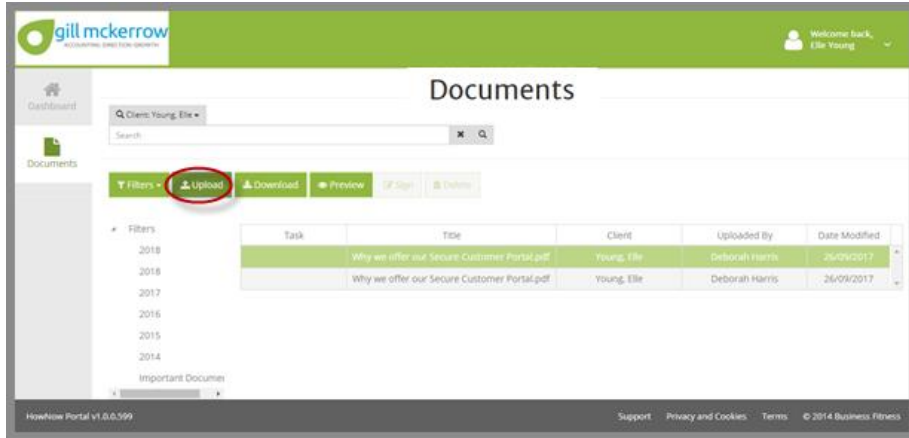 gill mckerrow
ACCOUNTING DIRECTION GROWTH
Welcome back,
Elle Young
Dashboard
Documents
Documents
Client: Young, Elle
Search
Filters
Upload
Download
Preview
Sign
Delete
Filters
2018
2018
2017
2016
2015
2014
Important Documen
Task Title Client Uploaded By Date Modified
Why we offer our Secure Customer Portal.pdf Young, Elle Deborah Harris 26/09/2017
Why we offer our Secure Customer Portal.pdf Young, Elle Deborah Harris 26/09/2017
HowNow Portal v1.0.0.599 Support Privacy and Cookies Terms © 2014 Business Fitness